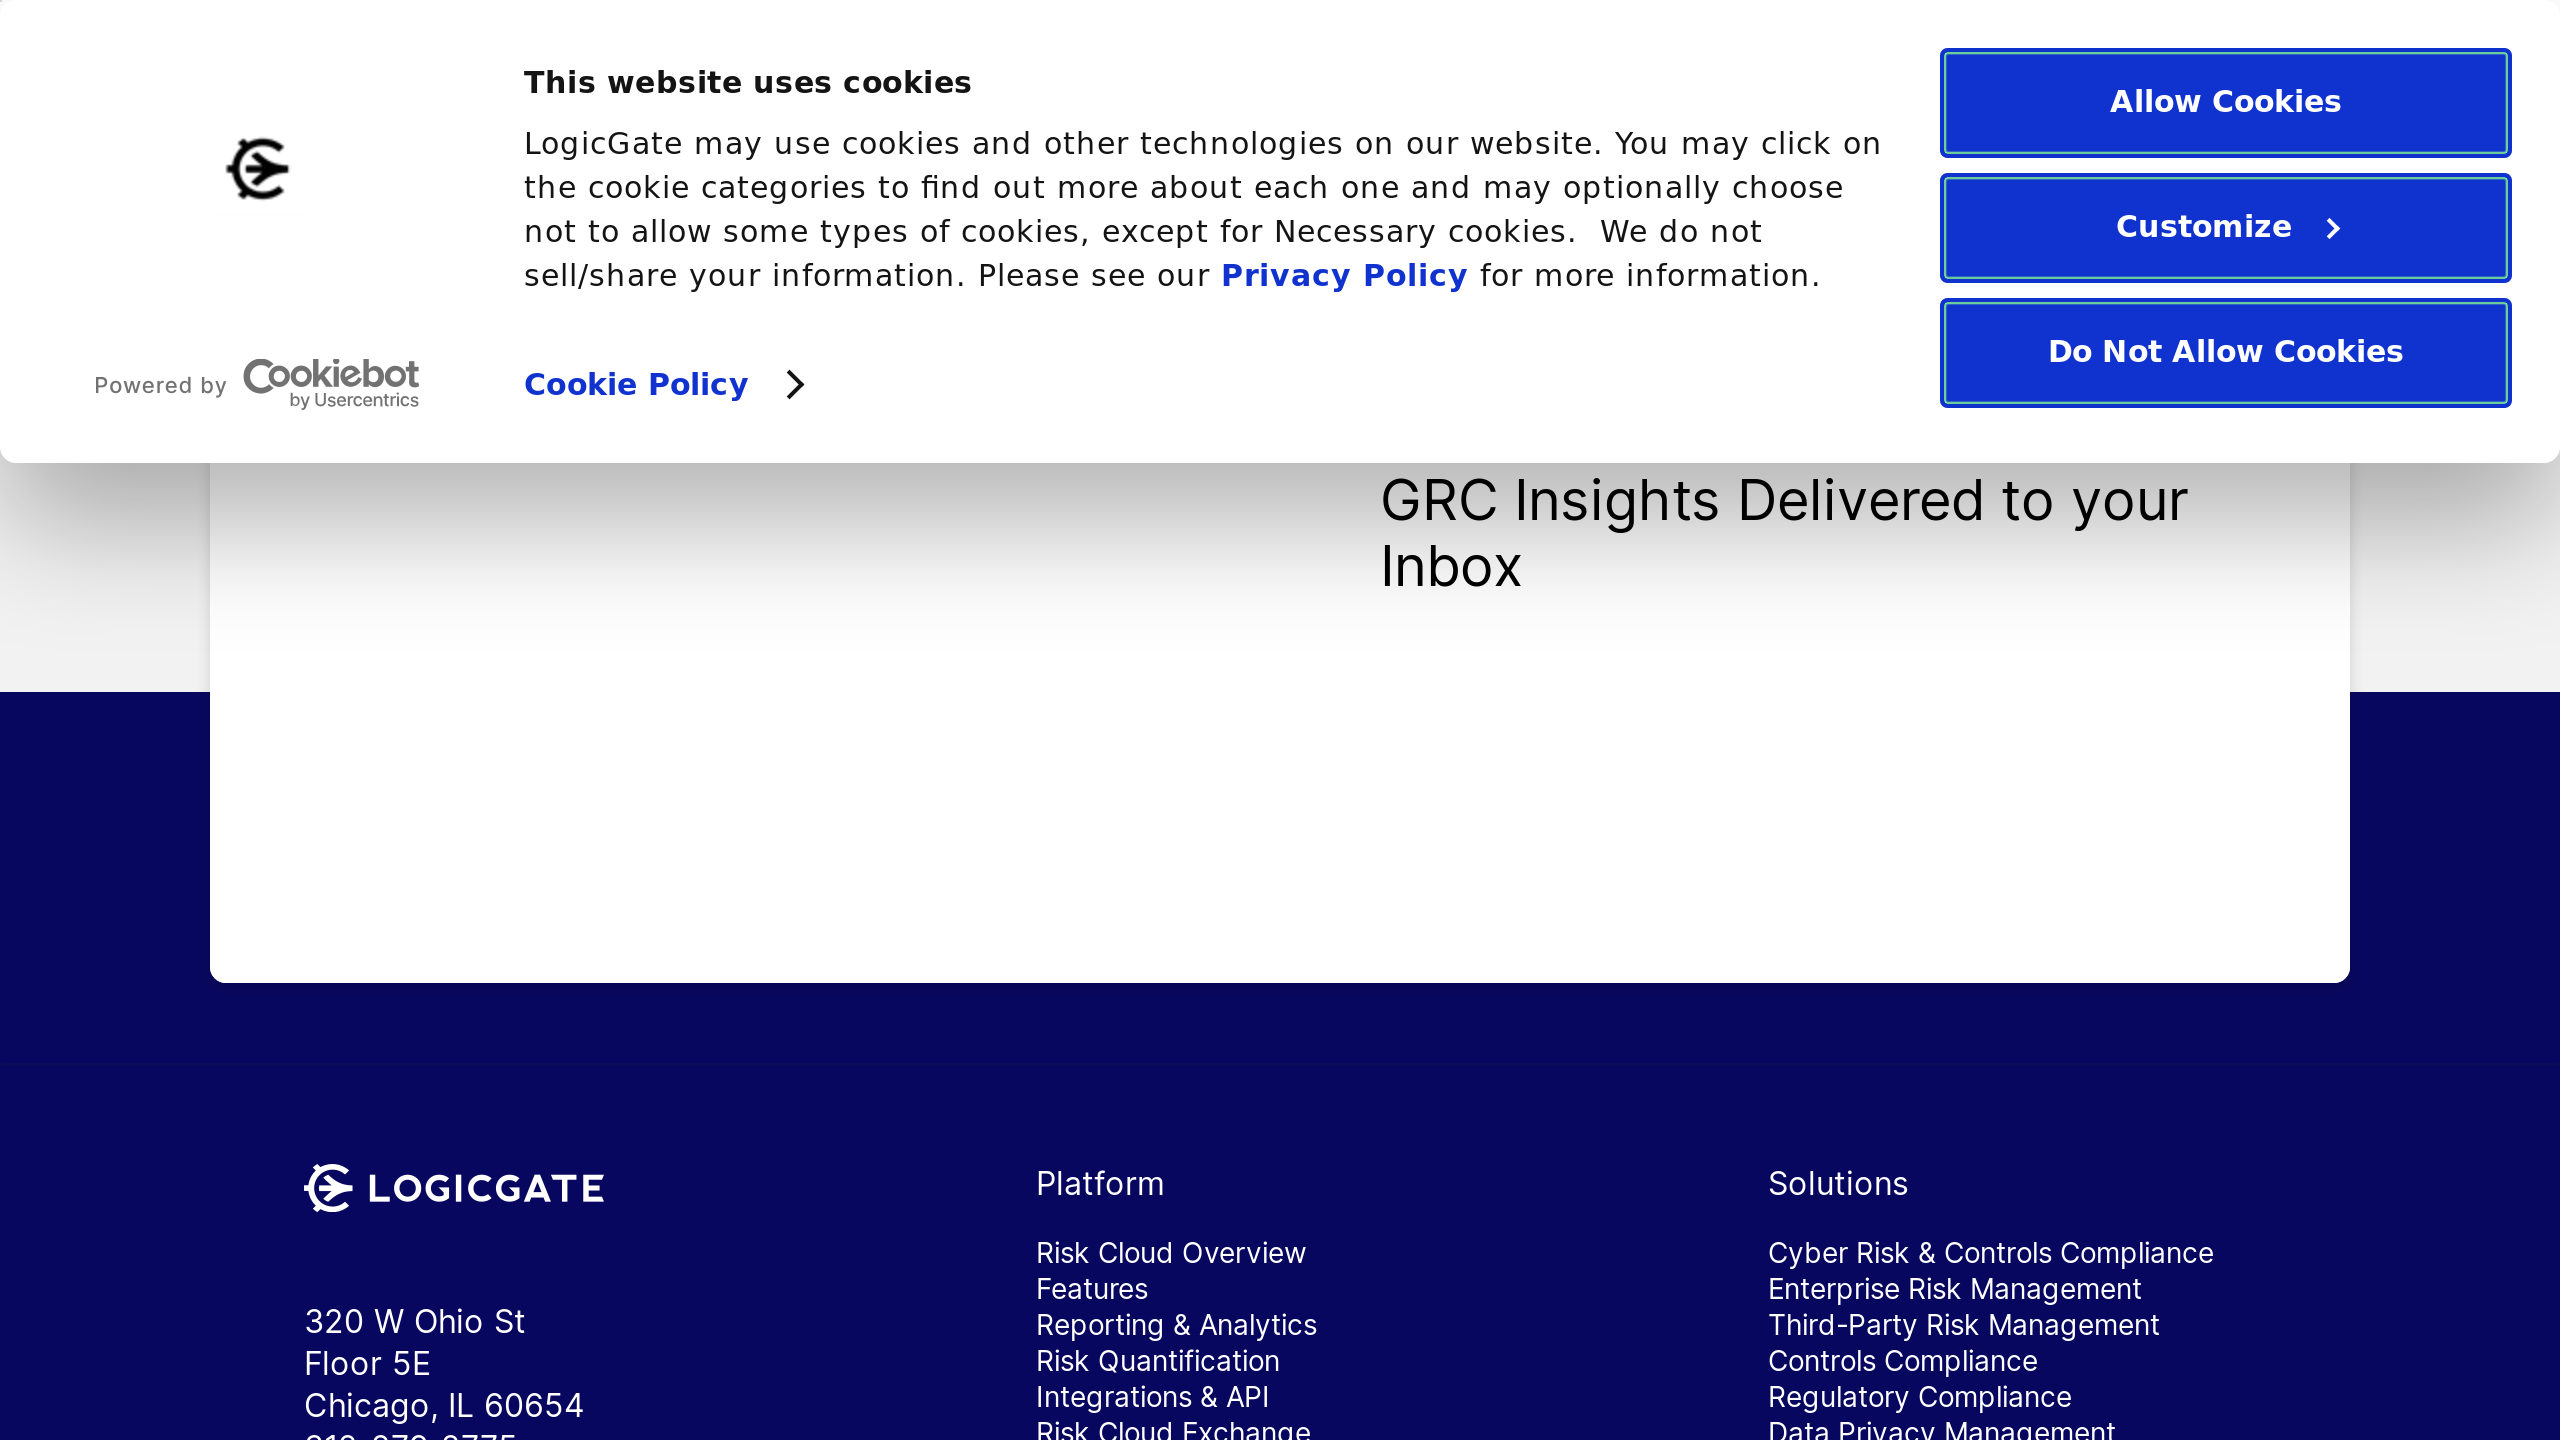 This website uses cookies
LogicGate may use cookies and other technologies on our website. You may click on
the cookie categories to find out more about each one and may optionally choose
not to allow some types of cookies, except for Necessary cookies.  We do not
sell/share your information. Please see our Privacy Policy for more information.
Powered by Cookiebot
by Usercentrics
Cookie Policy
Allow Cookies
Customize
Do Not Allow Cookies
GRC Insights Delivered to your
Inbox
LOGICGATE
320 W Ohio St
Floor 5E
Chicago, IL 60654
Platform
Risk Cloud Overview
Features
Reporting & Analytics
Risk Quantification
Integrations & API
Risk Cloud Exchange
Solutions
Cyber Risk & Controls Compliance
Enterprise Risk Management
Third-Party Risk Management
Controls Compliance
Regulatory Compliance
Data Privacy Management